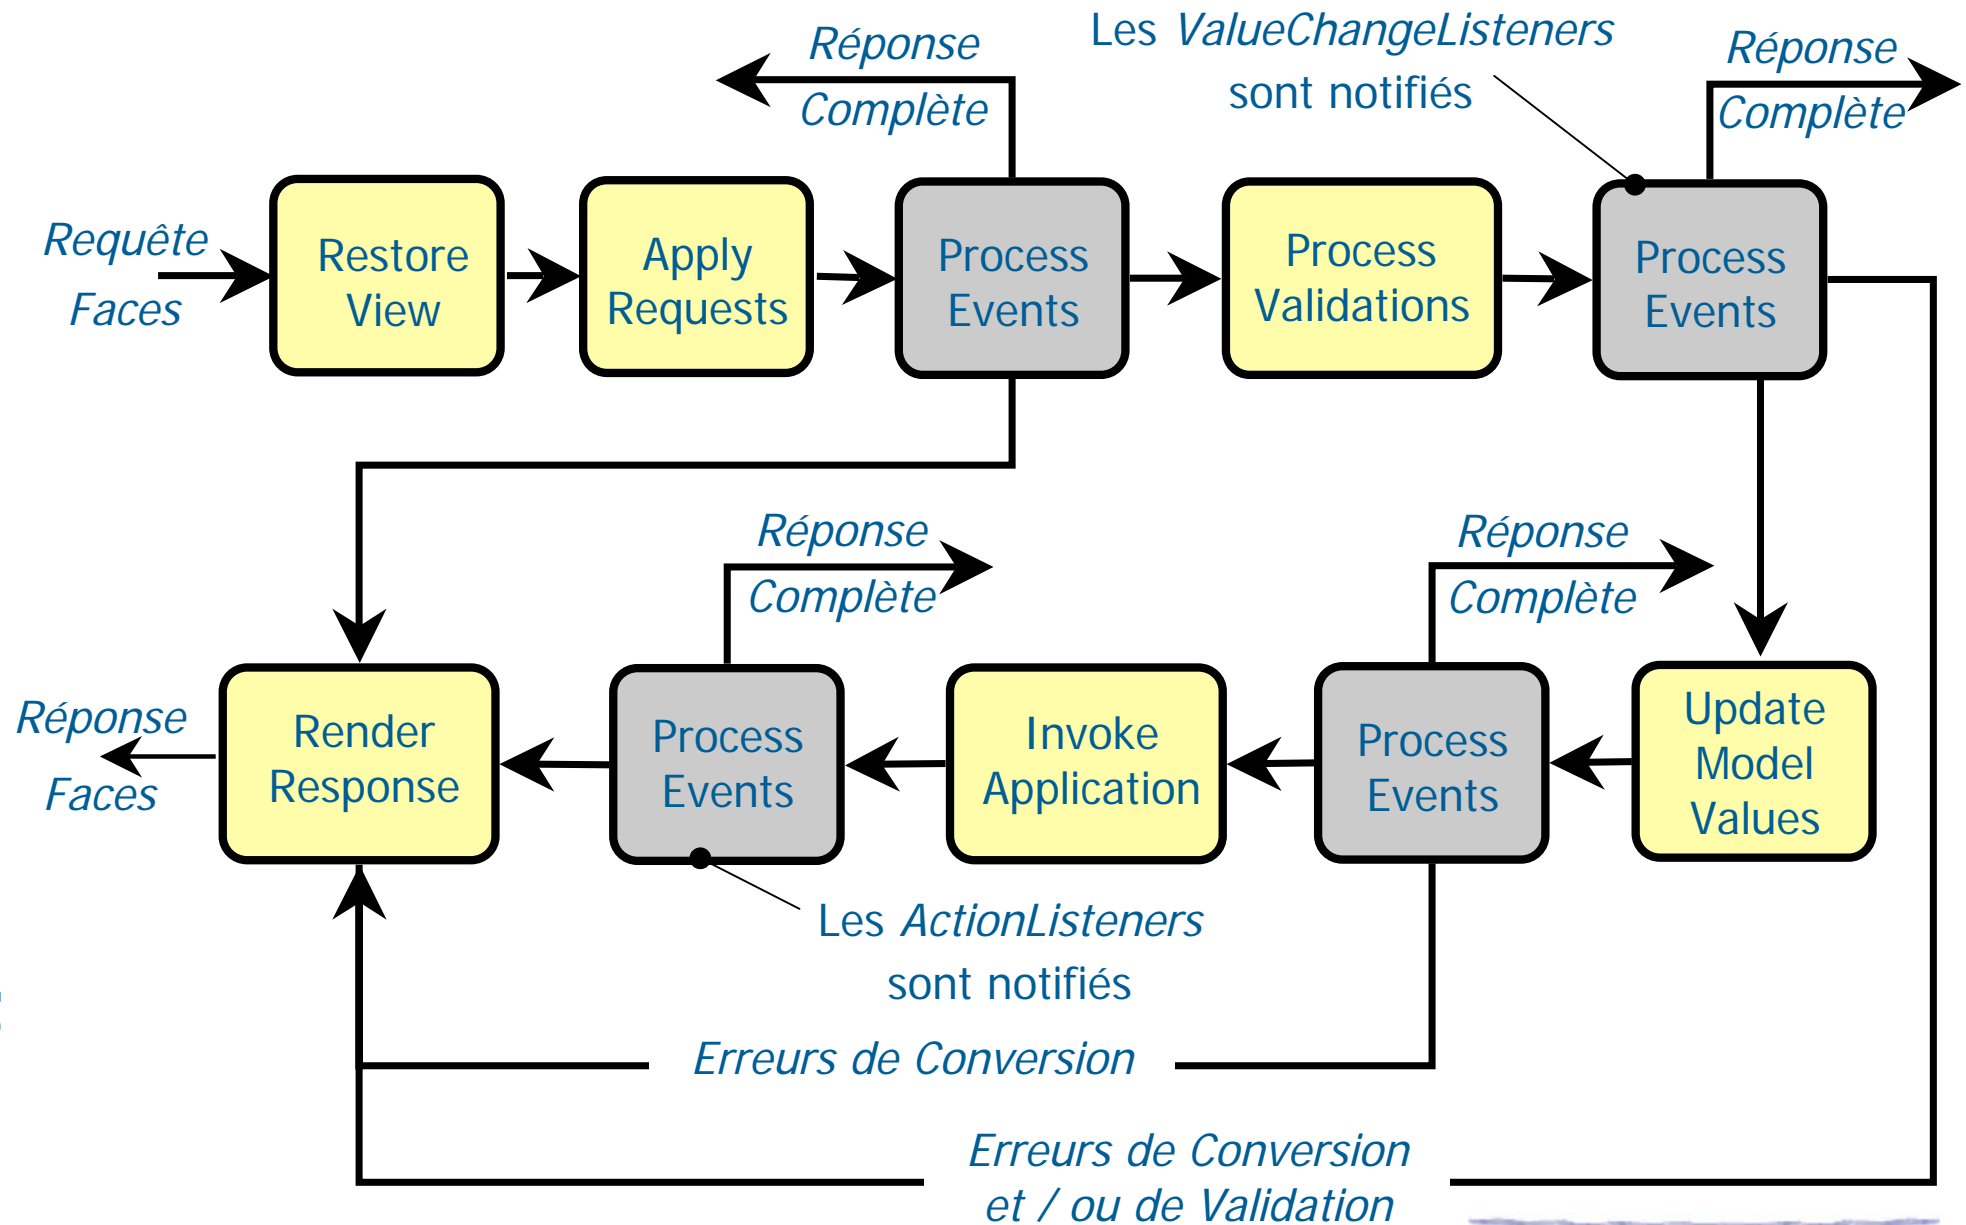 Réponse
Complète
Les ValueChangeListeners
sont notifiés
Réponse
Complète
Requête
Faces
Restore
View
Apply
Requests
Process
Events
Process
Validations
Process
Events
Réponse
Complète
Réponse
Complète
Réponse
Faces
Render
Response
Process
Events
Invoke
Application
Process
Events
Update
Model
Values
Les ActionListeners
sont notifiés
Erreurs de Conversion
Erreurs de Conversion
et / ou de Validation